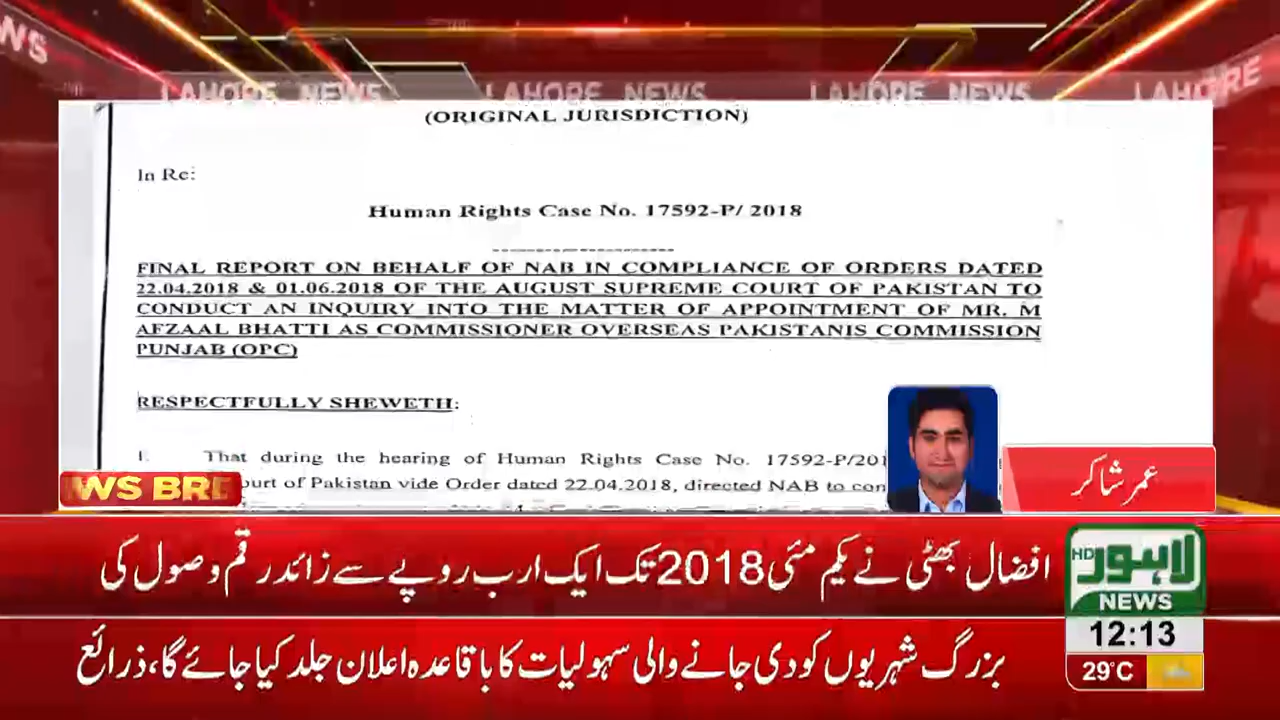 LAHORE NEWS LAHORE NEWS LAHORE NEWS LAHORE
(ORIGINAL JURISDICTION)
In Re:
Human Rights Case No. 17592-P/ 2018
FINAL REPORT ON BEHALF OF NAB IN COMPLIANCE OF ORDERS DATED
22.04.2018 & 01.06.2018 OF THE AUGUST SUPREME COURT OF PAKISTAN TO
CONDUCT AN INQUIRY INTO THE MATTER OF APPOINTMENT OF MR. M
AFZAAL BHATTI AS COMMISSIONER OVERSEAS PAKISTANIS COMMISSION
PUNJAB (OPC)
RESPECTFULLY SHEWETH:
1. That during the hearing of Human Rights Case No. 17592-P/201
ourt of Pakistan vide Order dated 22.04.2018, directed NAB to con
عمر شاکر
WS BRE
افضال بھٹی نے یکم مئی 2018 تک ایک ارب روپے سے زائد رقم وصول کی
HD لاہور
NEWS
12:13
بزرگ شہریوں کو دی جانے والی سہولیات کا باقاعدہ اعلان جلد کیا جائے گا، ذرائع
29°C